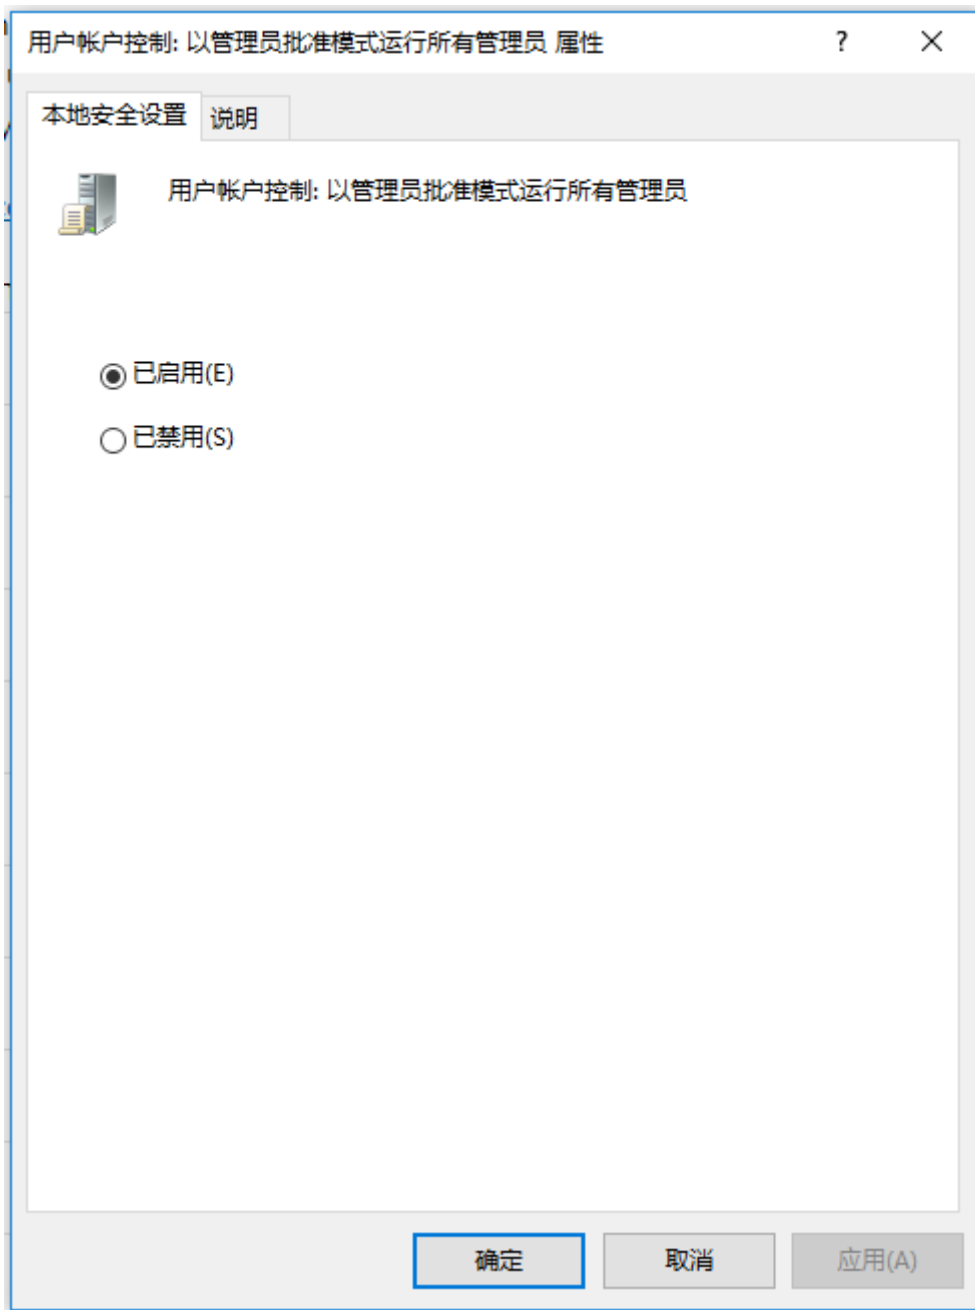 用户帐户控制: 以管理员批准模式运行所有管理员 属性
?
本地安全设置
说明
用户帐户控制: 以管理员批准模式运行所有管理员
已启用(E)
已禁用(S)
确定
取消
应用(A)